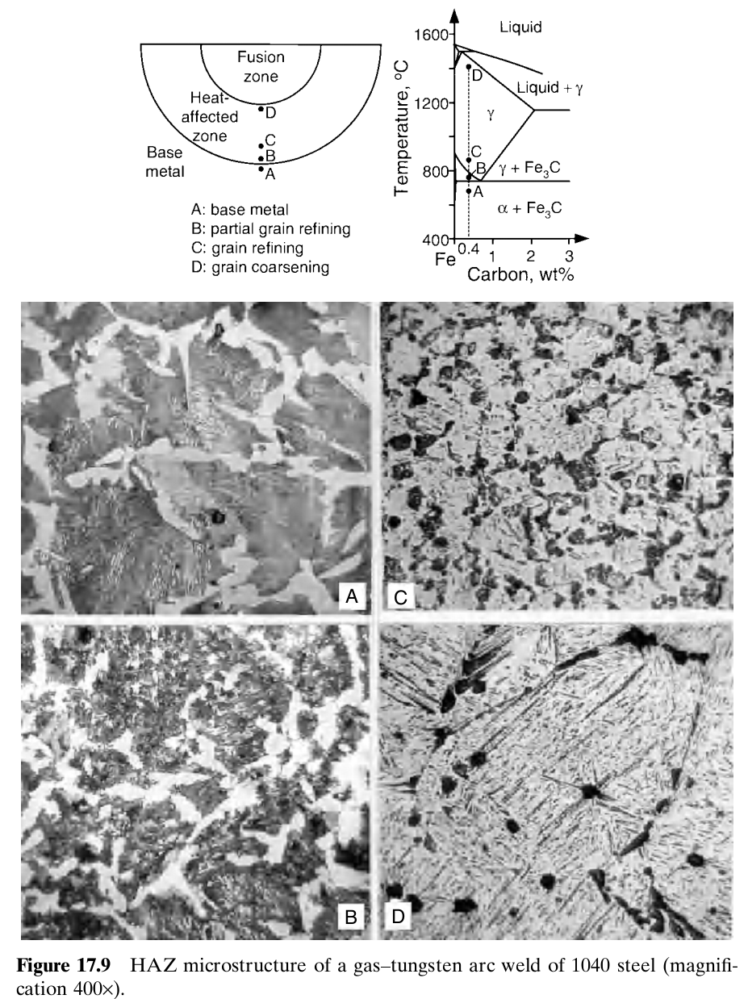 Fusion
zone
Heat-
affected
zone
Base
metal
D
C
B
A
A: base metal
B: partial grain refining
C: grain refining
D: grain coarsening
Temperature, °C
1600
1200
800
400
Liquid
Liquid + γ
γ
γ + Fe₃C
α + Fe₃C
D
C
B
A
Fe
0.4
1
2
3
Carbon, wt%
A
C
B
D
Figure 17.9 HAZ microstructure of a gas–tungsten arc weld of 1040 steel (magnifi-
cation 400×).